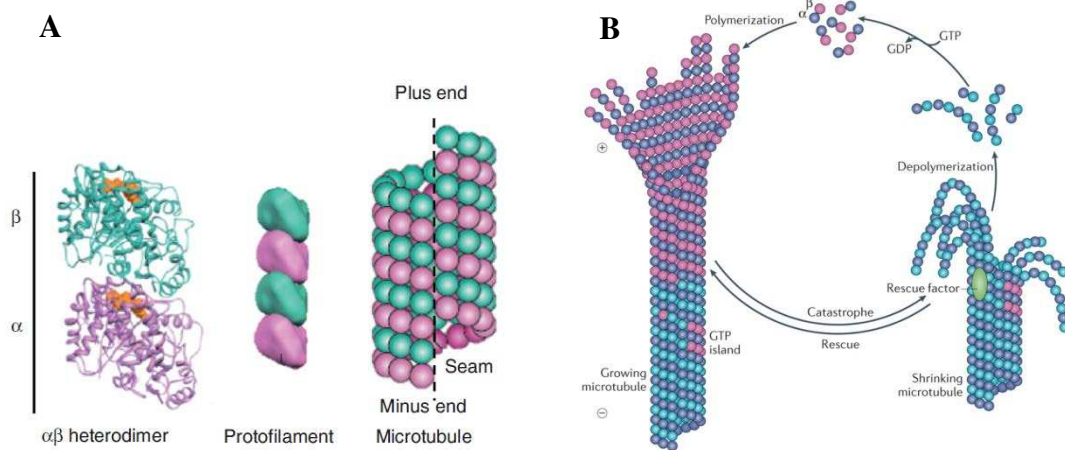 A
Plus end
β
α
Seam
Minus end
αβ heterodimer
Protofilament
Microtubule
B
β
α
Polymerization
GTP
GDP
+
Depolymerization
Rescue factor
Catastrophe
Rescue
GTP
island
Growing
microtubule
Shrinking
microtubule
−